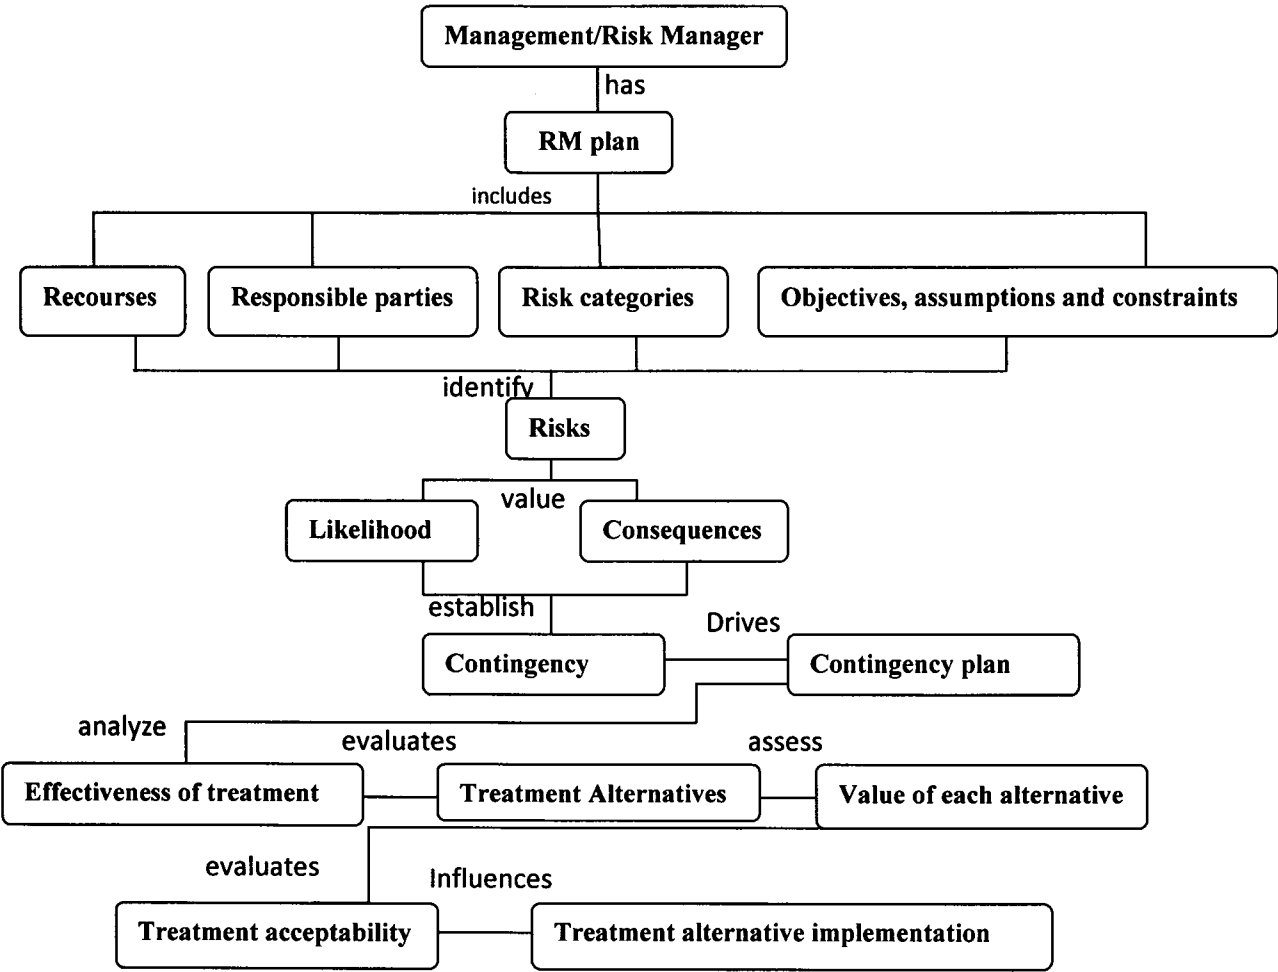 Management/Risk Manager
has
RM plan
includes
Recourses
Responsible parties
Risk categories
Objectives, assumptions and constraints
identify
Risks
value
Likelihood
Consequences
establish
Drives
Contingency
Contingency plan
analyze
evaluates
assess
Effectiveness of treatment
Treatment Alternatives
Value of each alternative
evaluates
Influences
Treatment acceptability
Treatment alternative implementation